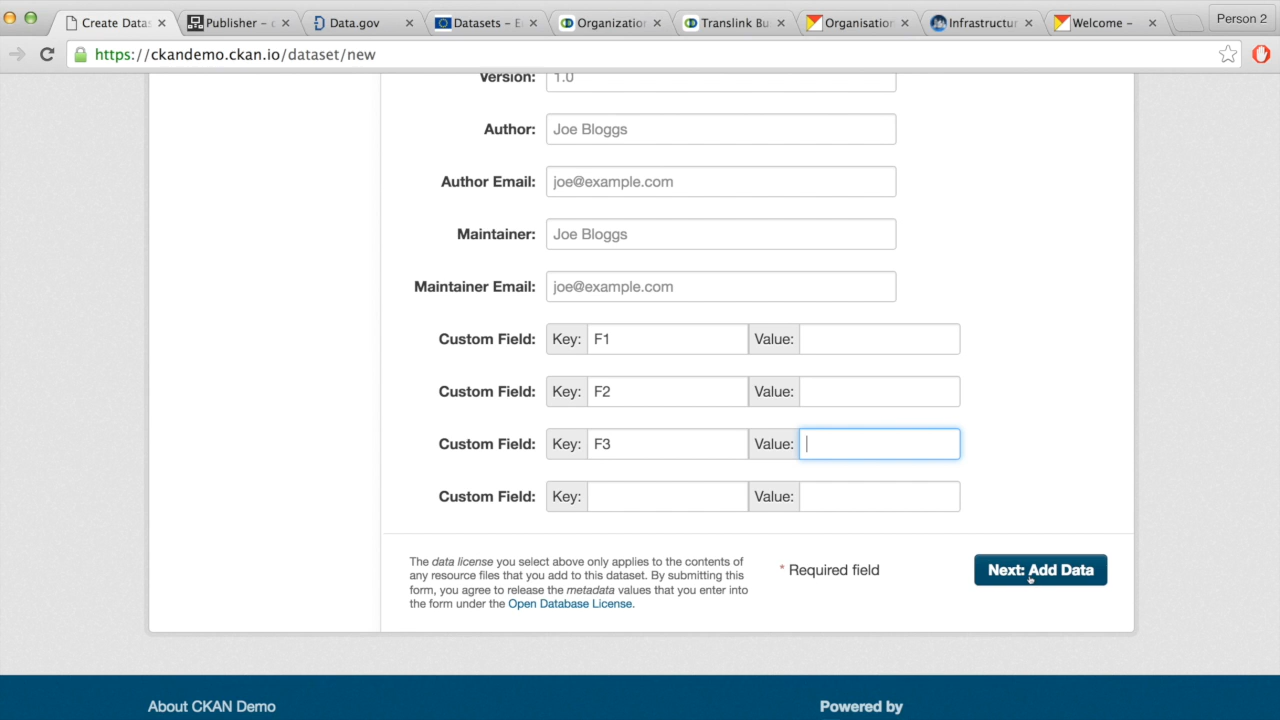 Create Datas
Publisher –
Data.gov
Datasets – E
Organization
Translink Bu
Organisation
Infrastructur
Welcome –
Person 2
https://ckandemo.ckan.io/dataset/new
Version: 1.0
Author: Joe Bloggs
Author Email: joe@example.com
Maintainer: Joe Bloggs
Maintainer Email: joe@example.com
Custom Field: Key: F1 Value:
Custom Field: Key: F2 Value:
Custom Field: Key: F3 Value:
Custom Field: Key: Value:
The data license you select above only applies to the contents of
any resource files that you add to this dataset. By submitting this
form, you agree to release the metadata values that you enter into
the form under the Open Database License.
* Required field
Next: Add Data
About CKAN Demo
Powered by